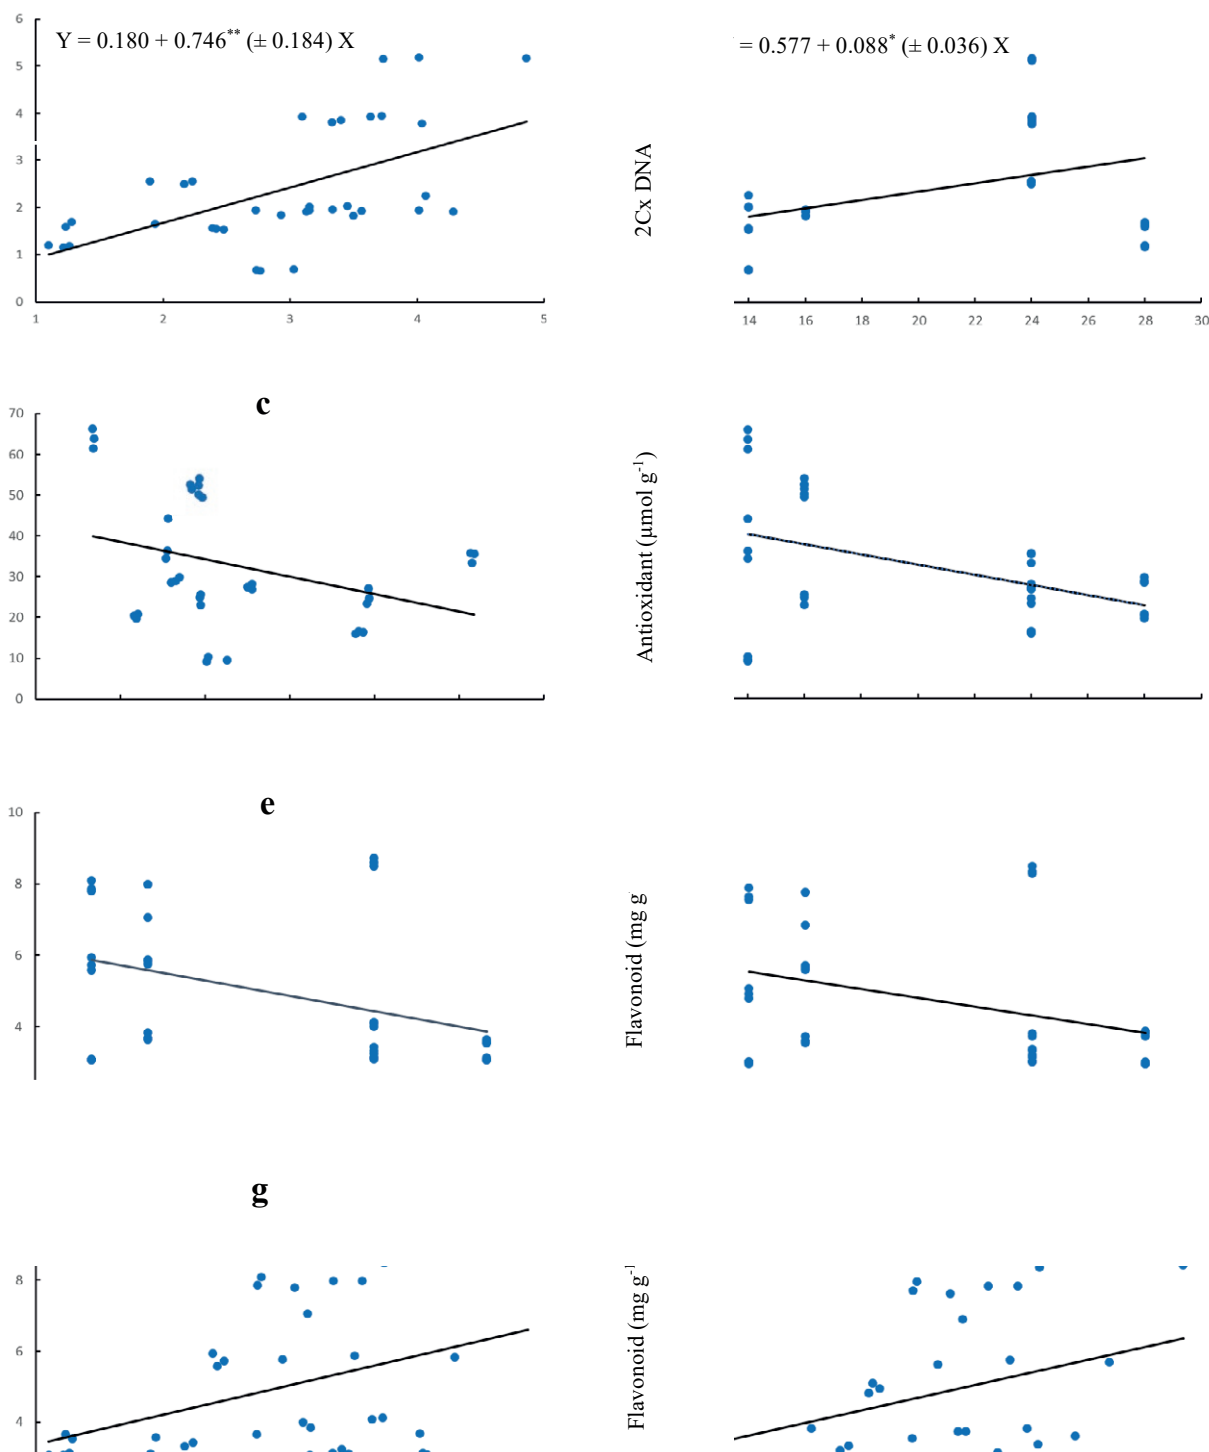 6
Y = 0.180 + 0.746** (± 0.184) X
5
4
3
2
1
0
1 2 3 4 5
= 0.577 + 0.088* (± 0.036) X
2Cx DNA
14 16 18 20 22 24 26 28 30
c
70
60
50
40
30
20
10
0
Antioxidant (µmol g-1)
e
10
8
6
4
Flavonoid (mg g
g
8
6
4
Flavonoid (mg g-1